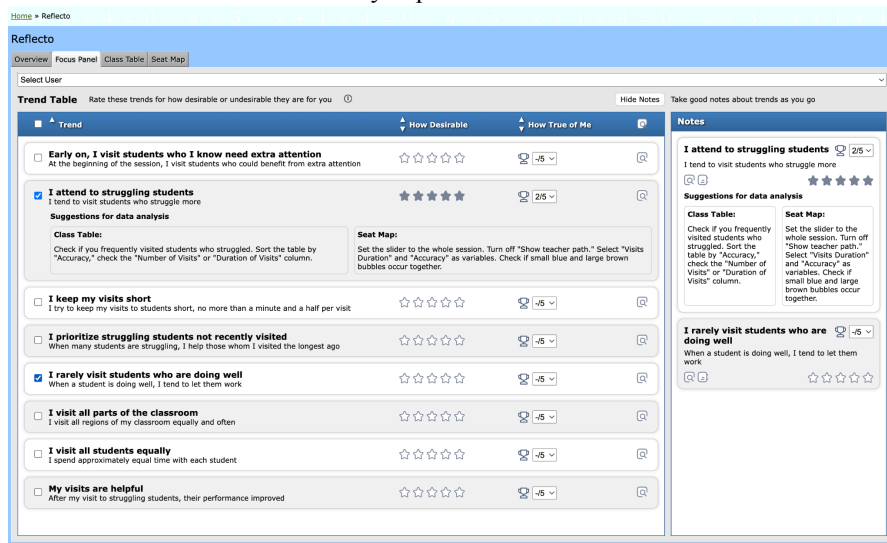 Home » Reflecto
Reflecto
Overview Focus Panel Class Table Seat Map
Select User
Trend Table Rate these trends for how desirable or undesirable they are for you Hide Notes Take good notes about trends as you go
Trend How Desirable How True of Me Notes
Early on, I visit students who I know need extra attention -/5
At the beginning of the session, I visit students who could benefit from extra attention
I attend to struggling students 2/5
I tend to visit students who struggle more
Suggestions for data analysis
Class Table:
Check if you frequently visited students who struggled. Sort the table by
"Accuracy," check the "Number of Visits" or "Duration of Visits" column.
Seat Map:
Set the slider to the whole session. Turn off "Show teacher path." Select "Visits
Duration" and "Accuracy" as variables. Check if small blue and large brown
bubbles occur together.
I keep my visits short -/5
I try to keep my visits to students short, no more than a minute and a half per visit
I prioritize struggling students not recently visited -/5
When many students are struggling, I help those whom I visited the longest ago
I rarely visit students who are doing well -/5
When a student is doing well, I tend to let them work
I visit all parts of the classroom -/5
I visit all regions of my classroom equally and often
I visit all students equally -/5
I spend approximately equal time with each student
My visits are helpful -/5
After my visit to struggling students, their performance improved
I attend to struggling students 2/5
I tend to visit students who struggle more
Suggestions for data analysis
Class Table:
Check if you frequently
visited students who
struggled. Sort the
table by "Accuracy,"
check the "Number of
Visits" or "Duration of
Visits" column.
Seat Map:
Set the slider to the
whole session. Turn off
"Show teacher path."
Select "Visits Duration"
and "Accuracy" as
variables. Check if
small blue and large
brown bubbles occur
together.
I rarely visit students who are -/5
doing well
When a student is doing well, I tend to let them
work